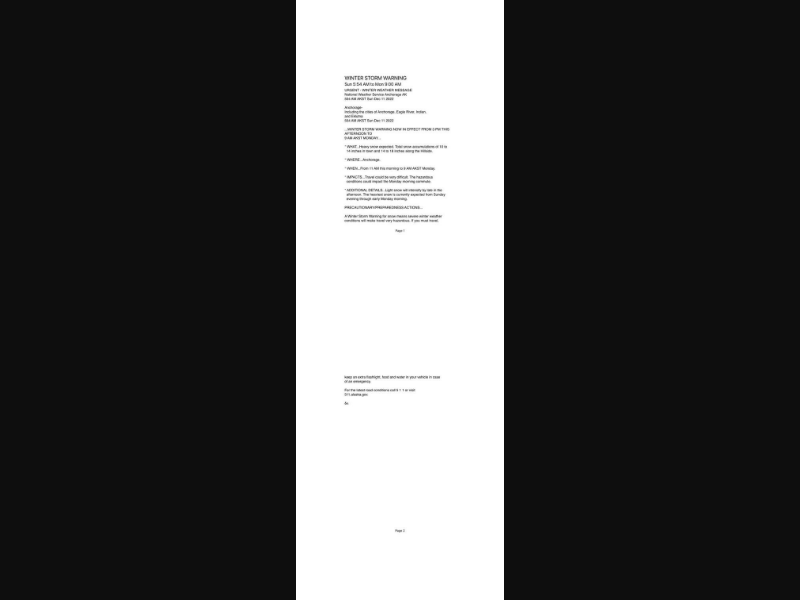 WINTER STORM WARNING
Sun 5:54 AM to Mon 9:00 AM
URGENT - WINTER WEATHER MESSAGE
National Weather Service Anchorage AK
554 AM AKST Sun Dec 11 2022
Anchorage-
Including the cities of Anchorage, Eagle River, Indian,
and Eklutna
554 AM AKST Sun Dec 11 2022
...WINTER STORM WARNING NOW IN EFFECT FROM
AFTERNOON TO
9 AM AKST MONDAY...
* WHAT...Heavy snow expected. Total snow accumulations of 10 to
14 inches in town and 14 to 18 inches along the Hillside.
* WHERE...Anchorage.
* WHEN...From 11 AM this morning to 9 AM AKST Monday.
* IMPACTS...Travel could be very difficult. The hazardous
conditions could impact the Monday morning commute.
* ADDITIONAL DETAILS...Light snow will intensify by late in the
afternoon. The heaviest snow is currently expected from Sunday
evening through early Monday morning.
PRECAUTIONARY/PREPAREDNESS ACTIONS...
A Winter Storm Warning for snow means severe winter weather
conditions will make travel very hazardous. If you must travel,
Page 1
keep an extra flashlight, food and water in your vehicle in case
of an emergency.
For the latest road conditions call 5 1 1 or visit
511.alaska.gov
&&
Page 2